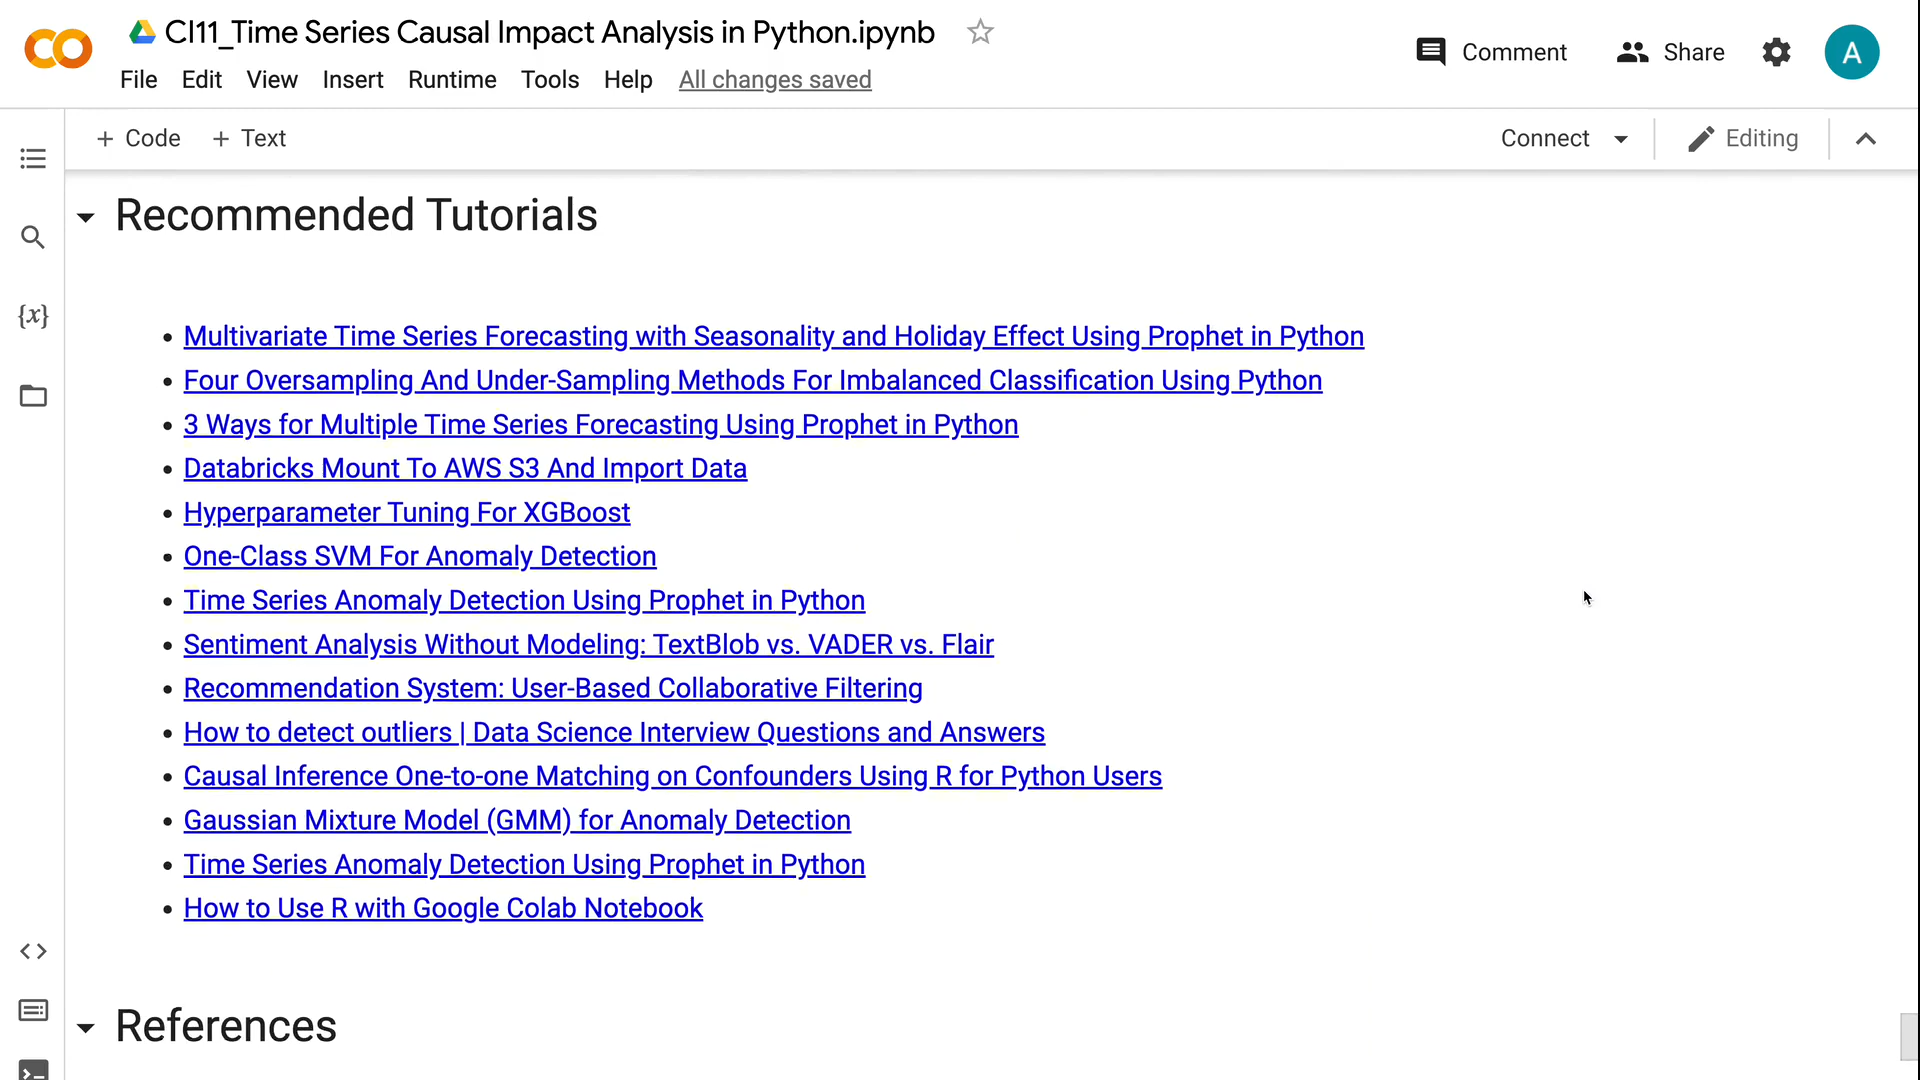 CI11_Time Series Causal Impact Analysis in Python.ipynb
Comment
Share
A
File Edit View Insert Runtime Tools Help All changes saved
+ Code + Text
Connect
Editing
Recommended Tutorials
{x}
• Multivariate Time Series Forecasting with Seasonality and Holiday Effect Using Prophet in Python
• Four Oversampling And Under-Sampling Methods For Imbalanced Classification Using Python
• 3 Ways for Multiple Time Series Forecasting Using Prophet in Python
• Databricks Mount To AWS S3 And Import Data
• Hyperparameter Tuning For XGBoost
• One-Class SVM For Anomaly Detection
• Time Series Anomaly Detection Using Prophet in Python
• Sentiment Analysis Without Modeling: TextBlob vs. VADER vs. Flair
• Recommendation System: User-Based Collaborative Filtering
• How to detect outliers | Data Science Interview Questions and Answers
• Causal Inference One-to-one Matching on Confounders Using R for Python Users
• Gaussian Mixture Model (GMM) for Anomaly Detection
• Time Series Anomaly Detection Using Prophet in Python
• How to Use R with Google Colab Notebook
References